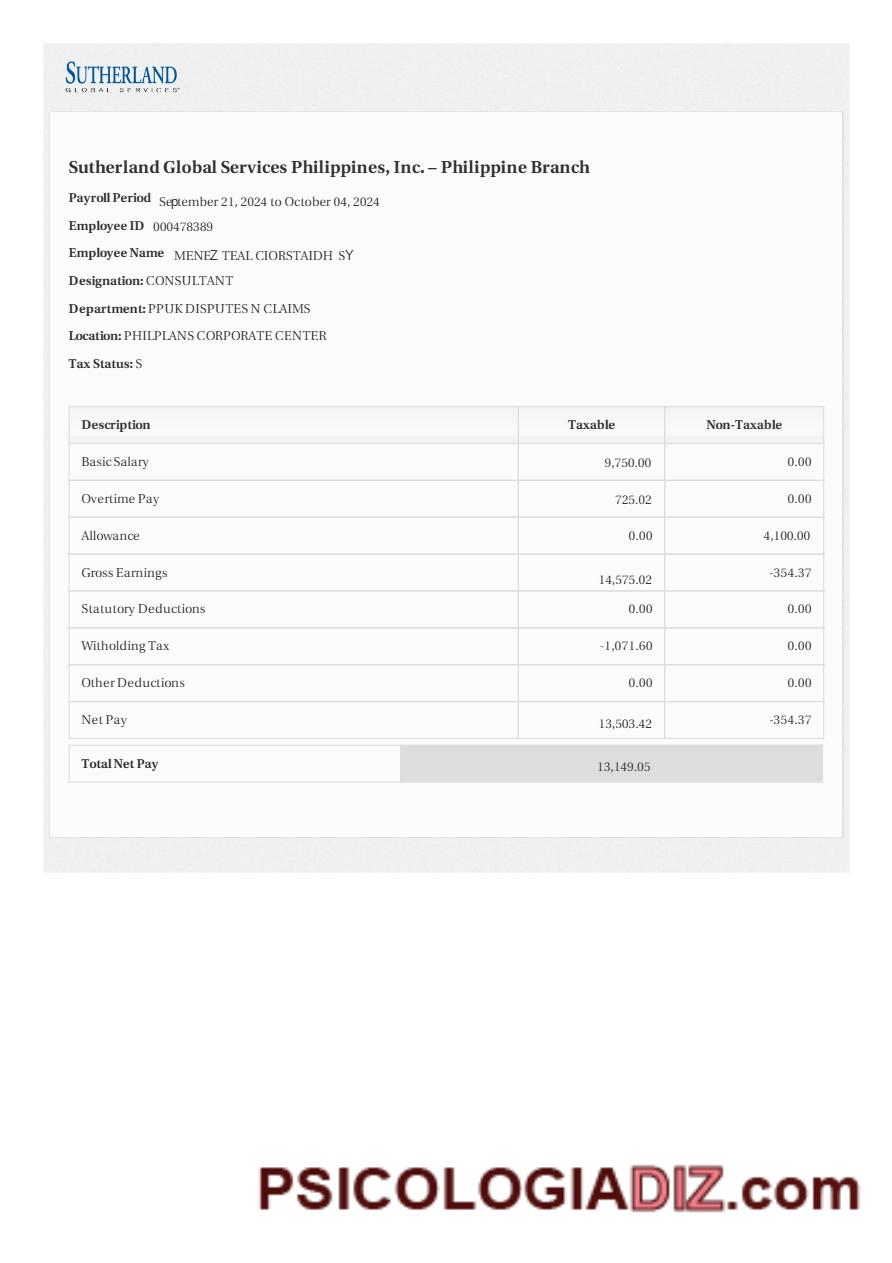 SUTHERLAND
GLOBAL SERVICES
Sutherland Global Services Philippines, Inc. – Philippine Branch
Payroll Period September 21, 2024 to October 04, 2024
Employee ID 000478389
Employee Name MENEZ TEAL CIORSTAIDH SY
Designation: CONSULTANT
Department: PPUK DISPUTES N CLAIMS
Location: PHILPLANS CORPORATE CENTER
Tax Status: S
Description Taxable Non-Taxable
Basic Salary 9,750.00 0.00
Overtime Pay 725.02 0.00
Allowance 0.00 4,100.00
Gross Earnings 14,575.02 -354.37
Statutory Deductions 0.00 0.00
Witholding Tax -1,071.60 0.00
Other Deductions 0.00 0.00
Net Pay 13,503.42 -354.37
Total Net Pay 13,149.05
PSICOLOGIADIZ.com